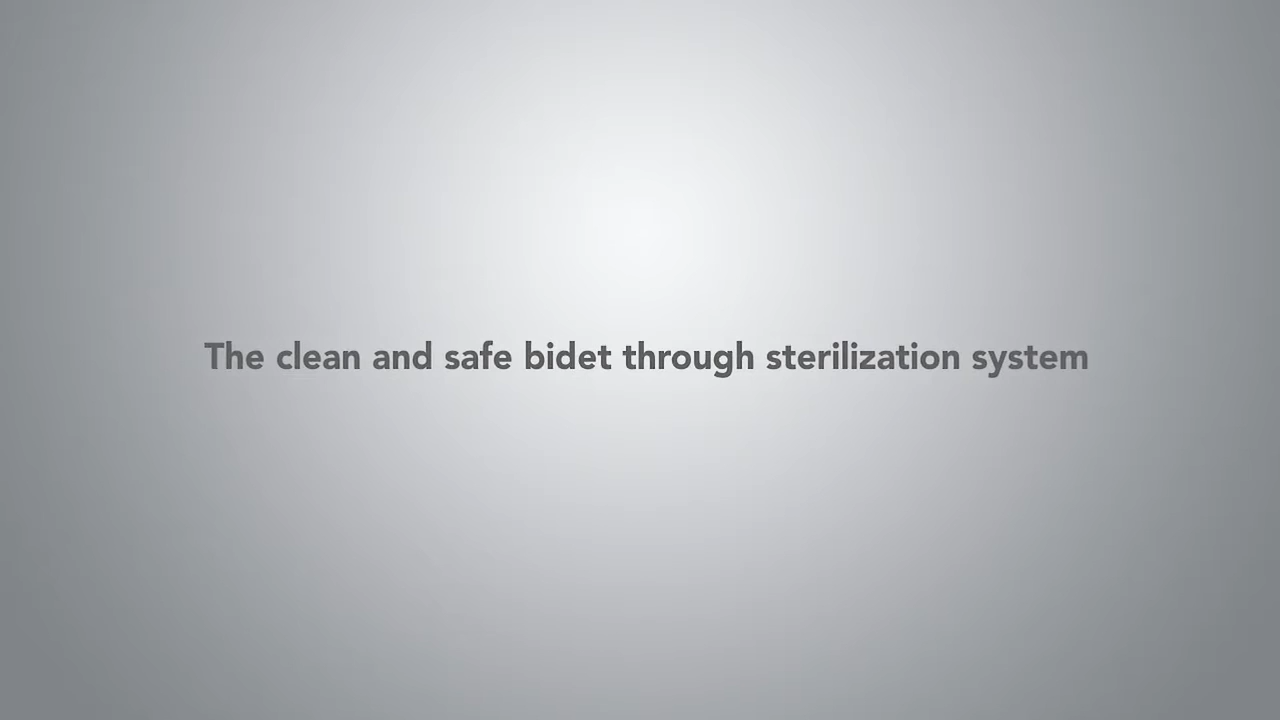 The clean and safe bidet through sterilization system